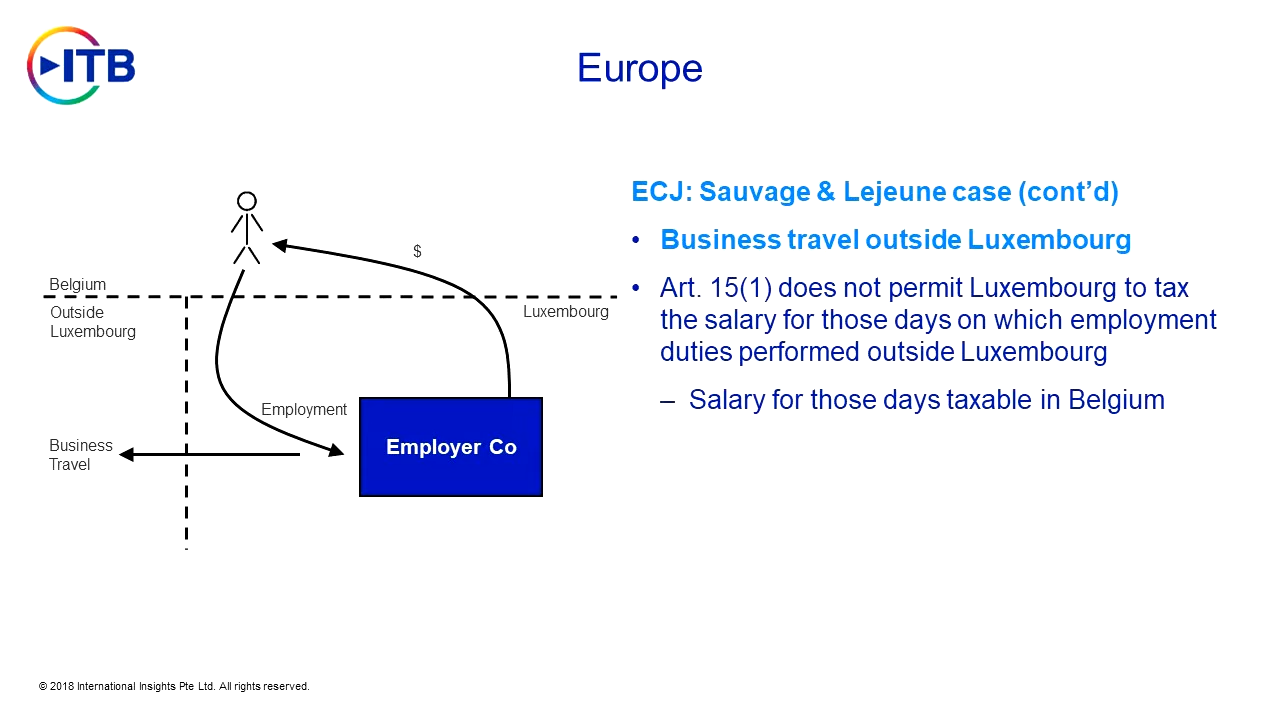 ITB
Europe
$
Belgium
Outside
Luxembourg
Luxembourg
Employment
Employer Co
Business
Travel
ECJ: Sauvage & Lejeune case (cont’d)
• Business travel outside Luxembourg
• Art. 15(1) does not permit Luxembourg to tax
the salary for those days on which employment
duties performed outside Luxembourg
– Salary for those days taxable in Belgium
© 2018 International Insights Pte Ltd. All rights reserved.